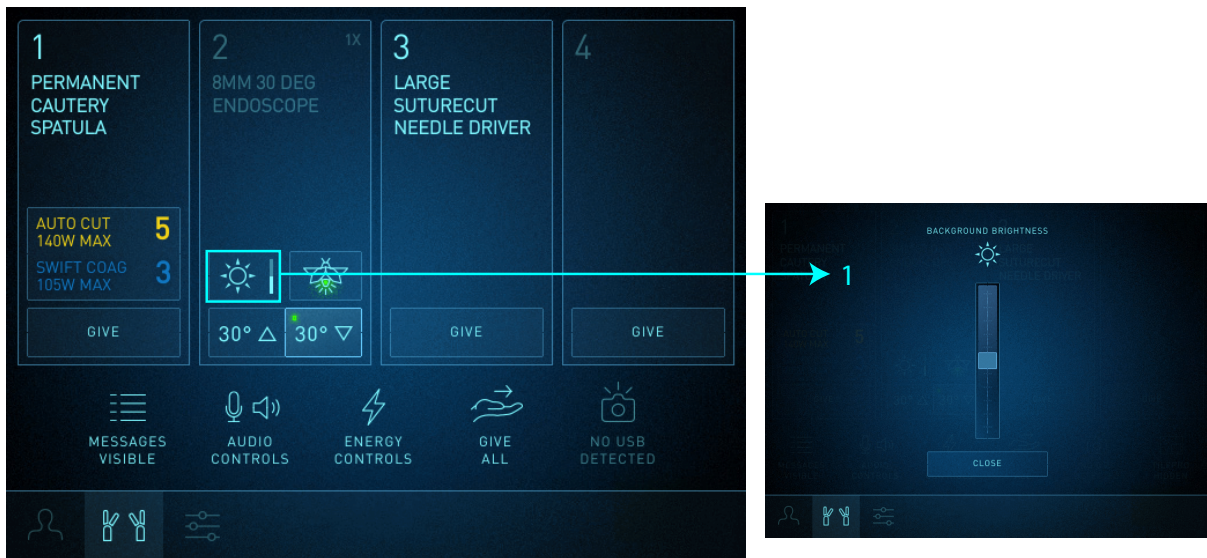 1
PERMANENT
CAUTERY
SPATULA
AUTO CUT
140W MAX
5
SWIFT COAG
105W MAX
3
GIVE
2
1X
8MM 30 DEG
ENDOSCOPE
30° △
30° ▽
3
LARGE
SUTURECUT
NEEDLE DRIVER
GIVE
4
GIVE
MESSAGES
VISIBLE
AUDIO
CONTROLS
ENERGY
CONTROLS
GIVE
ALL
NO USB
DETECTED
1
BACKGROUND BRIGHTNESS
CLOSE